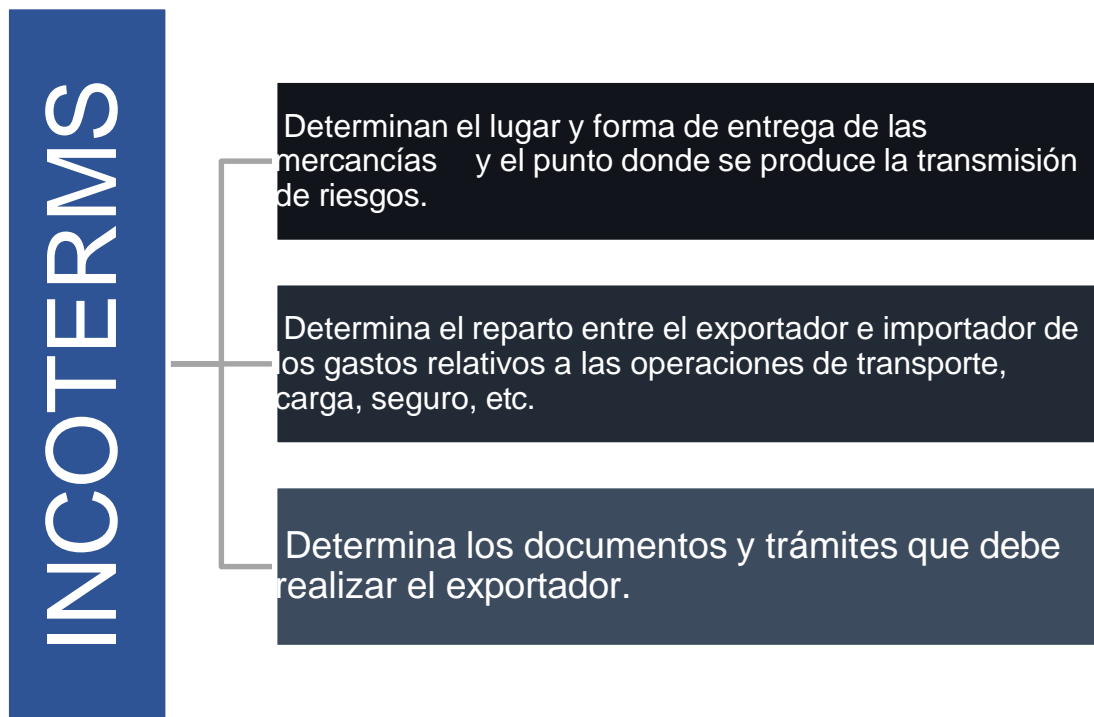 INCOTERMS
Determinan el lugar y forma de entrega de las
mercancías y el punto donde se produce la transmisión
de riesgos.
Determina el reparto entre el exportador e importador de
los gastos relativos a las operaciones de transporte,
carga, seguro, etc.
Determina los documentos y trámites que debe
realizar el exportador.